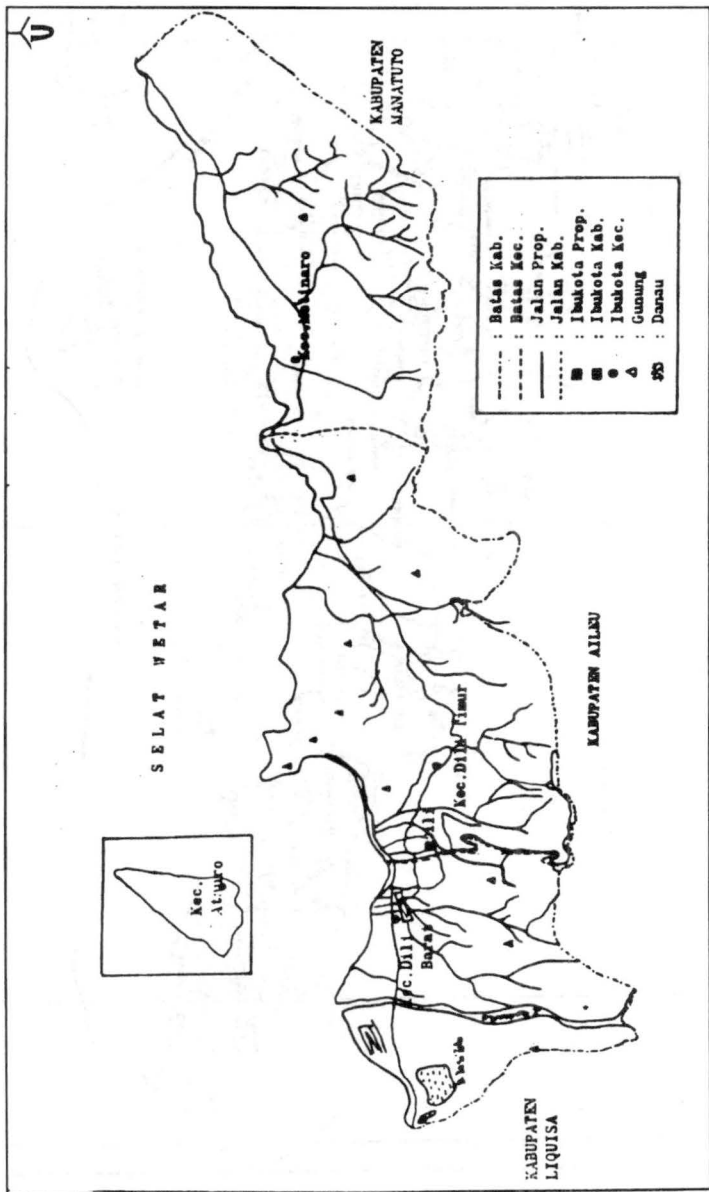 U
SELAT WETAR
Kec.
KABUPATEN
MANATUTO
Kec.Metinaro
Kec.Dili Timur
Dili
Kec.Dili
Barat
KABUPATEN AILEU
KABUPATEN
LIQUISA
: Batas Kab.
: Batas Kec.
: Jalan Prop.
: Jalan Kab.
: Ibukota Prop.
: Ibukota Kab.
: Ibukota Kec.
: Gunung
: Danau